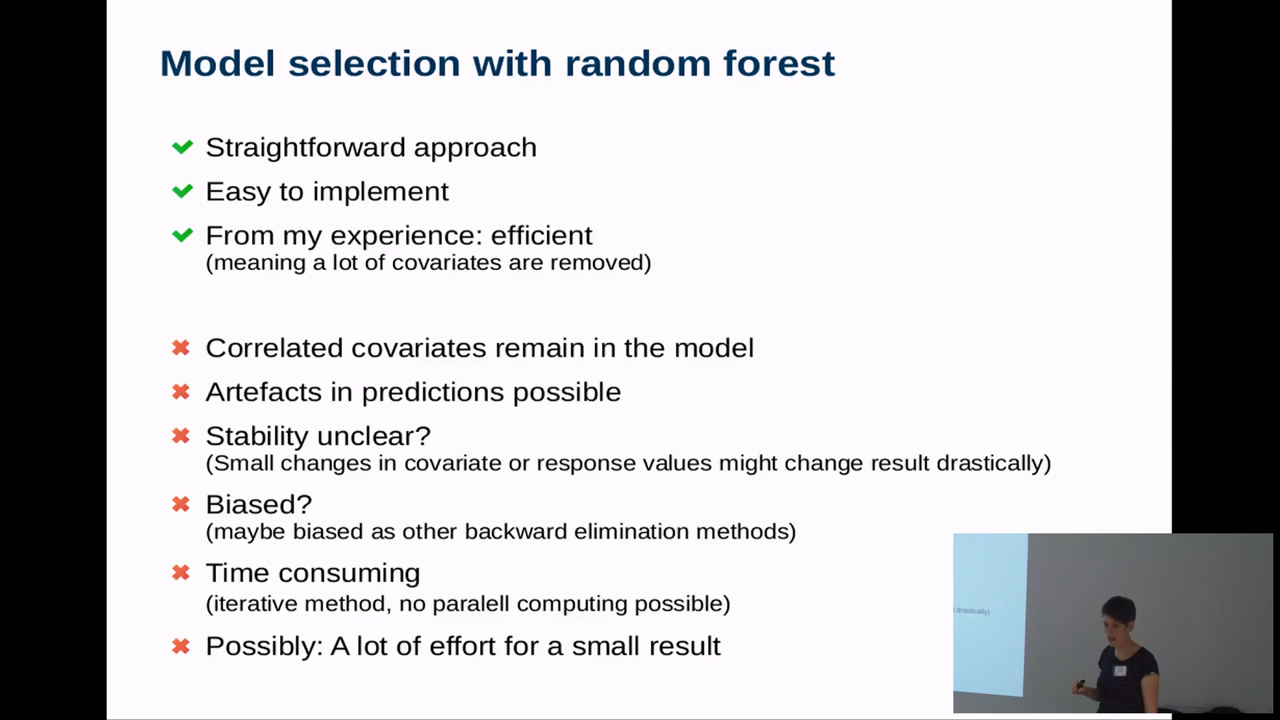 Model selection with random forest
Straightforward approach
Easy to implement
From my experience: efficient
(meaning a lot of covariates are removed)
Correlated covariates remain in the model
Artefacts in predictions possible
Stability unclear?
(Small changes in covariate or response values might change result drastically)
Biased?
(maybe biased as other backward elimination methods)
Time consuming
(iterative method, no paralell computing possible)
Possibly: A lot of effort for a small result
drastically)